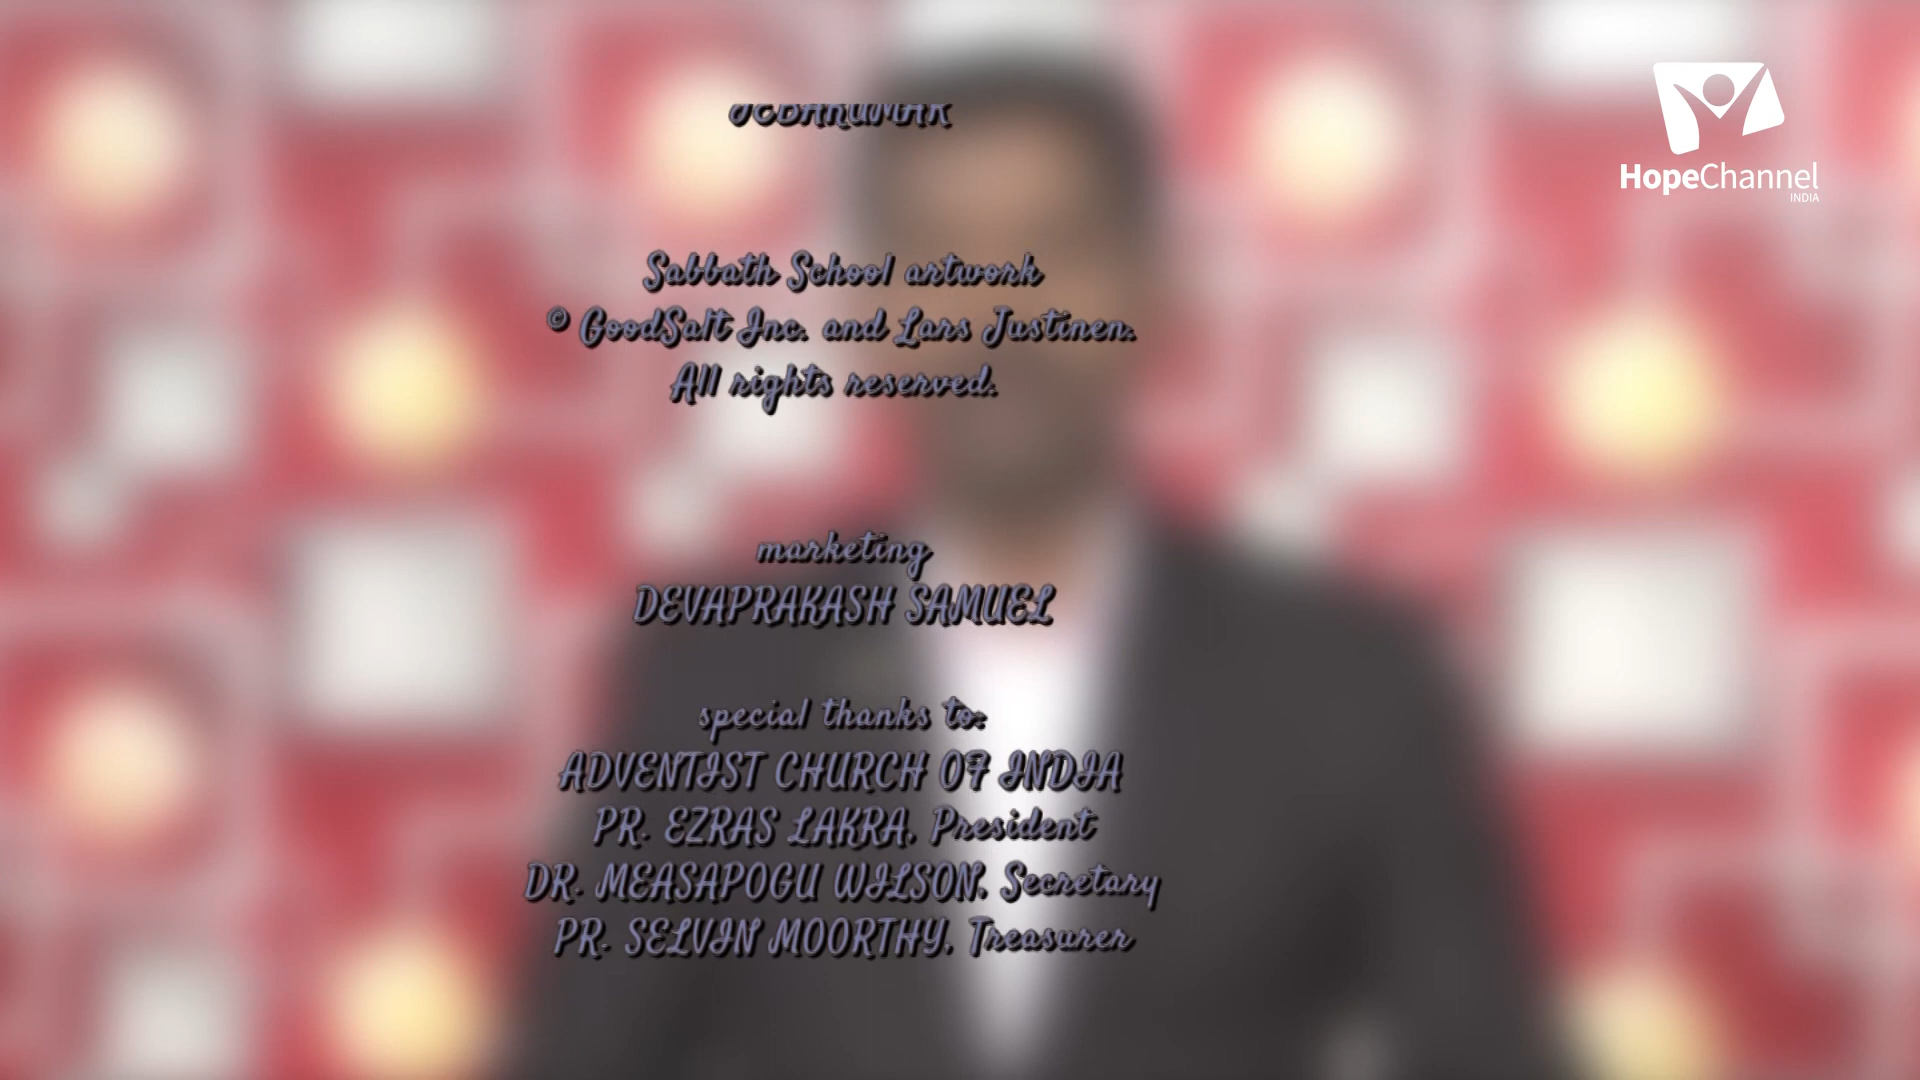 HopeChannel
INDIA
Sabbath School artwork
© GoodSalt Inc. and Lars Justinen.
All rights reserved.
marketing
DEVAPRAKASH SAMUEL
special thanks to:
ADVENTIST CHURCH OF INDIA
PR. EZRAS LAKRA, President
DR. MEASAPOGU WILSON, Secretary
PR. SELVIN MOORTHY, Treasurer